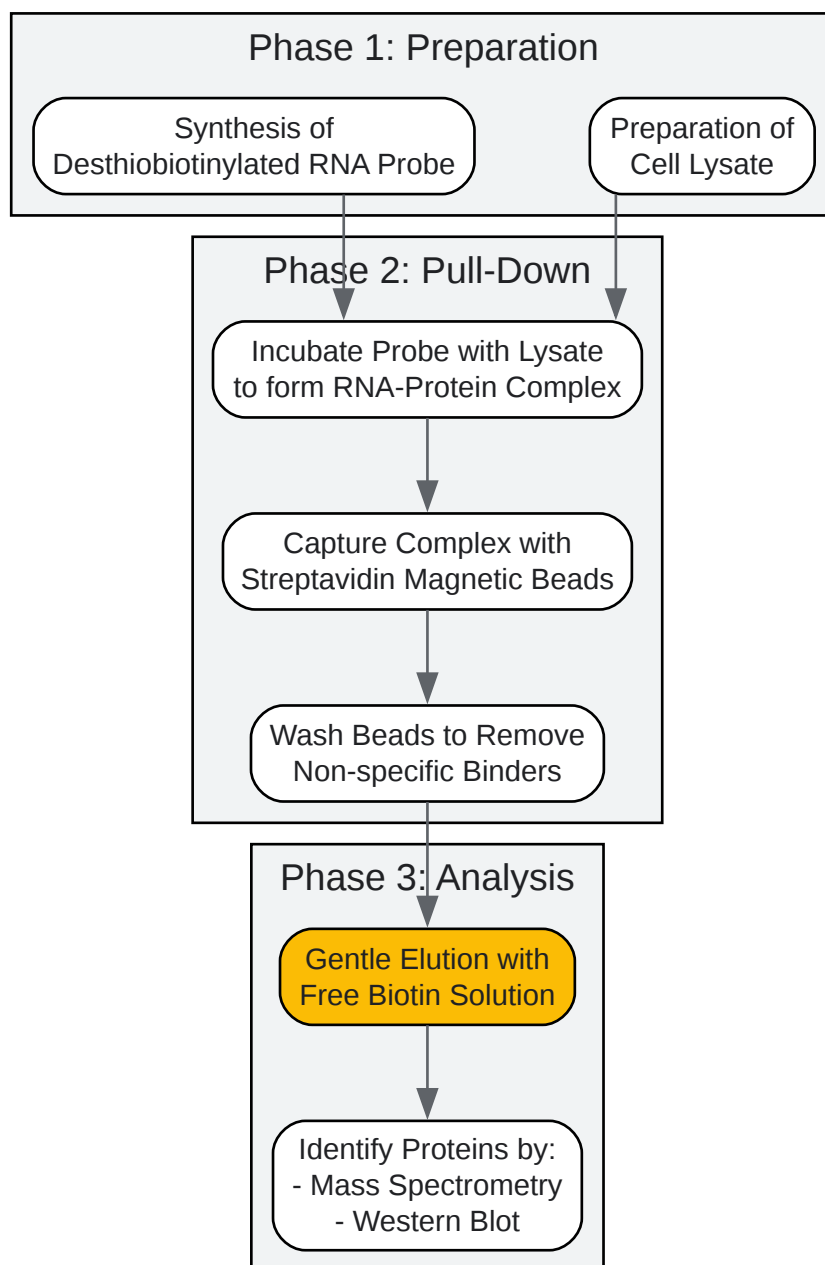 Phase 1: Preparation
Synthesis of
Desthiobiotinylated RNA Probe
Preparation of
Cell Lysate
Phase 2: Pull-Down
Incubate Probe with Lysate
to form RNA-Protein Complex
Capture Complex with
Streptavidin Magnetic Beads
Wash Beads to Remove
Non-specific Binders
Phase 3: Analysis
Gentle Elution with
Free Biotin Solution
Identify Proteins by:
- Mass Spectrometry
- Western Blot